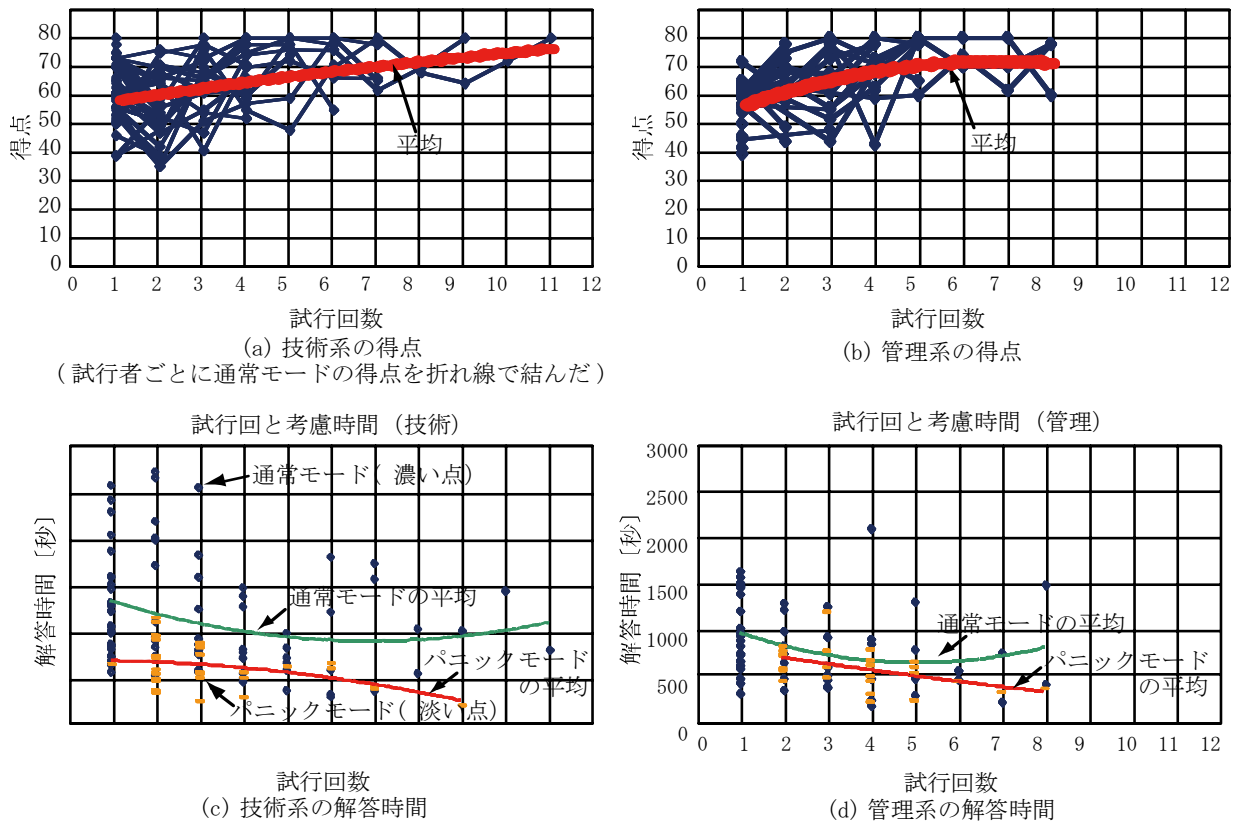 80
70
60
50
40
30
20
10
0
得点
平均
0 1 2 3 4 5 6 7 8 9 10 11 12
試行回数
(a) 技術系の得点
( 試行者ごとに通常モードの得点を折れ線で結んだ )
80
70
60
50
40
30
20
10
0
得点
平均
0 1 2 3 4 5 6 7 8 9 10 11 12
試行回数
(b) 管理系の得点
試行回と考慮時間 (技術)
解答時間 [秒]
通常モード( 濃い点)
通常モードの平均
パニックモード
の平均
パニックモード( 淡い点)
試行回数
(c) 技術系の解答時間
試行回と考慮時間 (管理)
3000
2500
2000
1500
1000
500
0
解答時間 [秒]
通常モードの平均
パニックモード
の平均
0 1 2 3 4 5 6 7 8 9 10 11 12
試行回数
(d) 管理系の解答時間